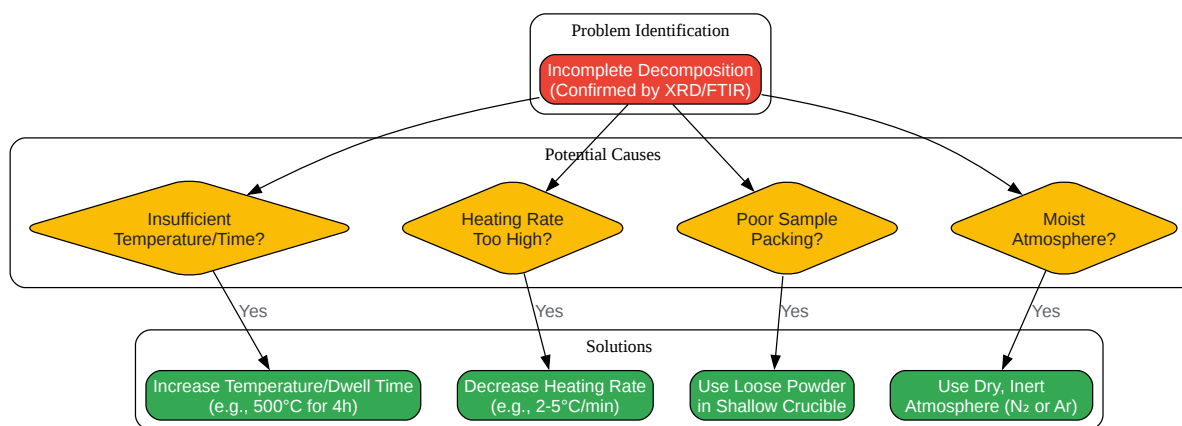 Problem Identification
Incomplete Decomposition
(Confirmed by XRD/FTIR)
Potential Causes
Insufficient
Temperature/Time?
Heating Rate
Too High?
Poor Sample
Packing?
Moist
Atmosphere?
Yes
Yes
Yes
Yes
Solutions
Increase Temperature/Dwell Time
(e.g., 500°C for 4h)
Decrease Heating Rate
(e.g., 2-5°C/min)
Use Loose Powder
in Shallow Crucible
Use Dry, Inert
Atmosphere (N₂ or Ar)